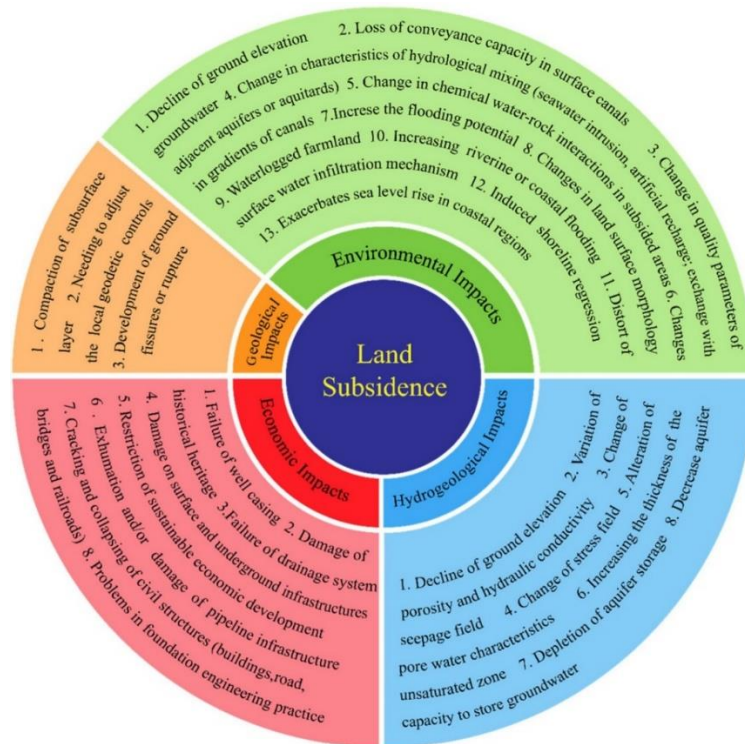 1. Decline of ground elevation 2. Loss of conveyance capacity in surface canals 3. Change in quality parameters of
groundwater 4. Change in characteristics of hydrological mixing (seawater intrusion, artificial recharge; exchange with
adjacent aquifers or aquitards) 5. Change in chemical water-rock interactions in subsided areas 6. Changes
in gradients of canals 7.Increse the flooding potential 8. Changes in land surface morphology
9. Waterlogged farmland 10. Increasing riverine or coastal flooding 11. Distort of
surface water infiltration mechanism 12. Induced shoreline regression
13. Exacerbates sea level rise in coastal regions
Environmental Impacts
1. Compaction of subsurface
layer 2. Needing to adjust
the local geodetic controls
3. Development of ground
fissures or rupture
Geological
Impacts
Land
Subsidence
Economic Impacts
1. Failure of well casing 2. Damage of
historical heritage 3.Failure of drainage system
4. Damage on surface and underground infrastructures
5. Restriction of sustainable economic development
6 . Exhumation and/or damage of pipeline infrastructure
7. Cracking and collapsing of civil structures (buildings,road,
bridges and railroads) 8. Problems in foundation engineering practice
Hydrogeological Impacts
1. Decline of ground elevation 2. Variation of
porosity and hydraulic conductivity 3. Change of
seepage field 4. Change of stress field 5. Alteration of
pore water characteristics 6. Increasing the thickness of the
unsaturated zone 7. Depletion of aquifer storage 8. Decrease aquifer
capacity to store groundwater